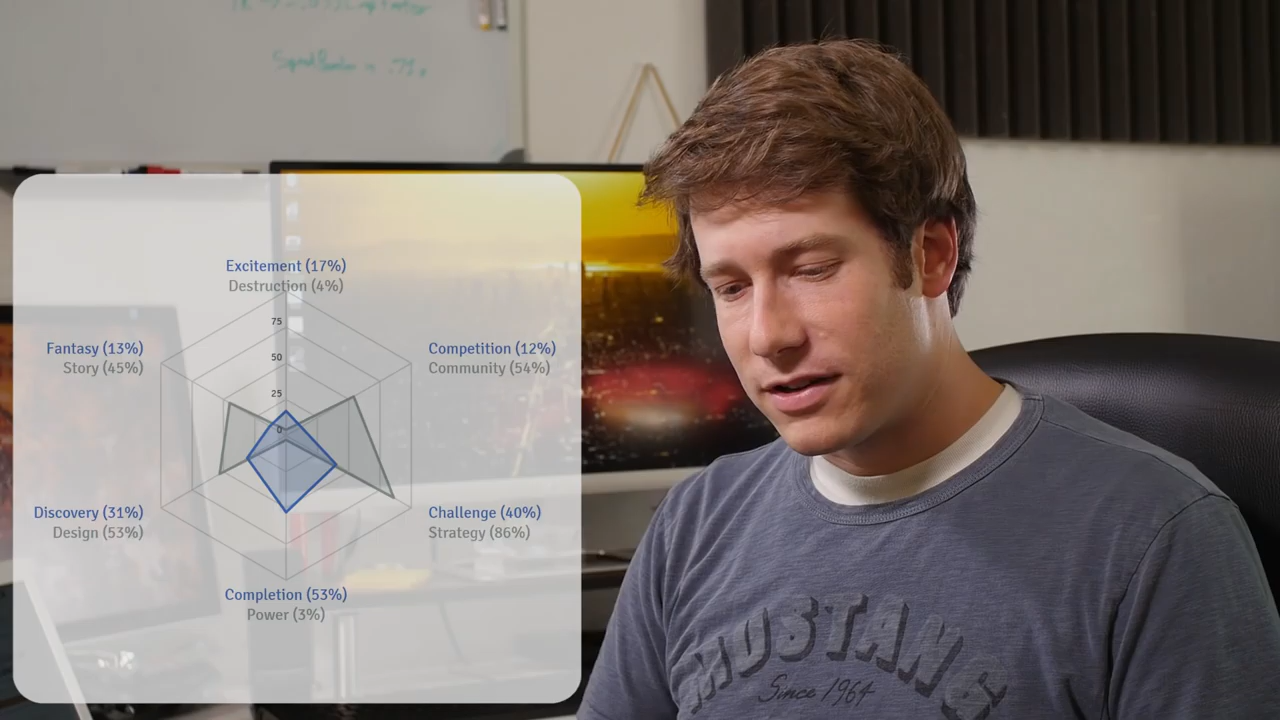 Excitement (17%)
Destruction (4%)
75
50
25
0
Fantasy (13%)
Story (45%)
Competition (12%)
Community (54%)
Discovery (31%)
Design (53%)
Challenge (40%)
Strategy (86%)
Completion (53%)
Power (3%)
MUSTANG
Since 1964